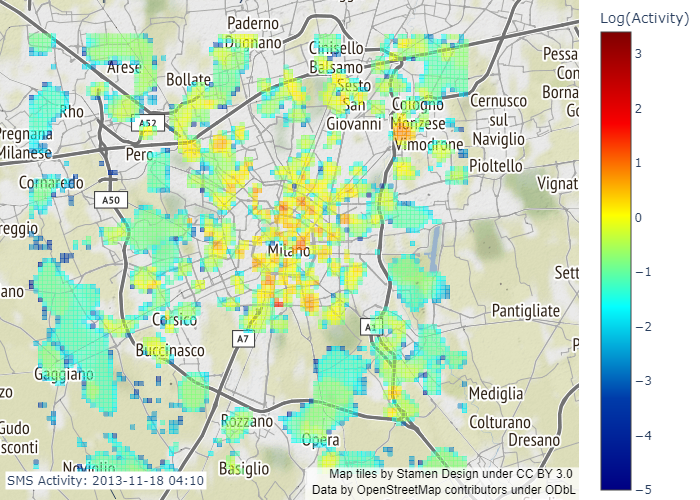 Log(Activity)
3
2
1
0
−1
−2
−3
−4
−5
Paderno
Dugnano
Cinisello
Balsamo
Arese
Bollate
Sesto
San
Giovanni
Rho
A52
Cologno
Monzese
Cernusco
sul
Naviglio
Pregnana
Milanese
Pero
Vimodrone
Pioltello
Cornaredo
A50
Vignat
reggio
Milano
Sett
ano
Pantigliate
Corsico
A7
A1
Buccinasco
Gaggiano
Mediglia
zo
Rozzano
Colturano
Gudo
sconti
Opera
Dresano
Noviglio
Basiglio
Pessa
Con
Borna
Go
P
SMS Activity: 2013-11-18 04:10
Map tiles by Stamen Design under CC BY 3.0
Data by OpenStreetMap contributors under ODbL